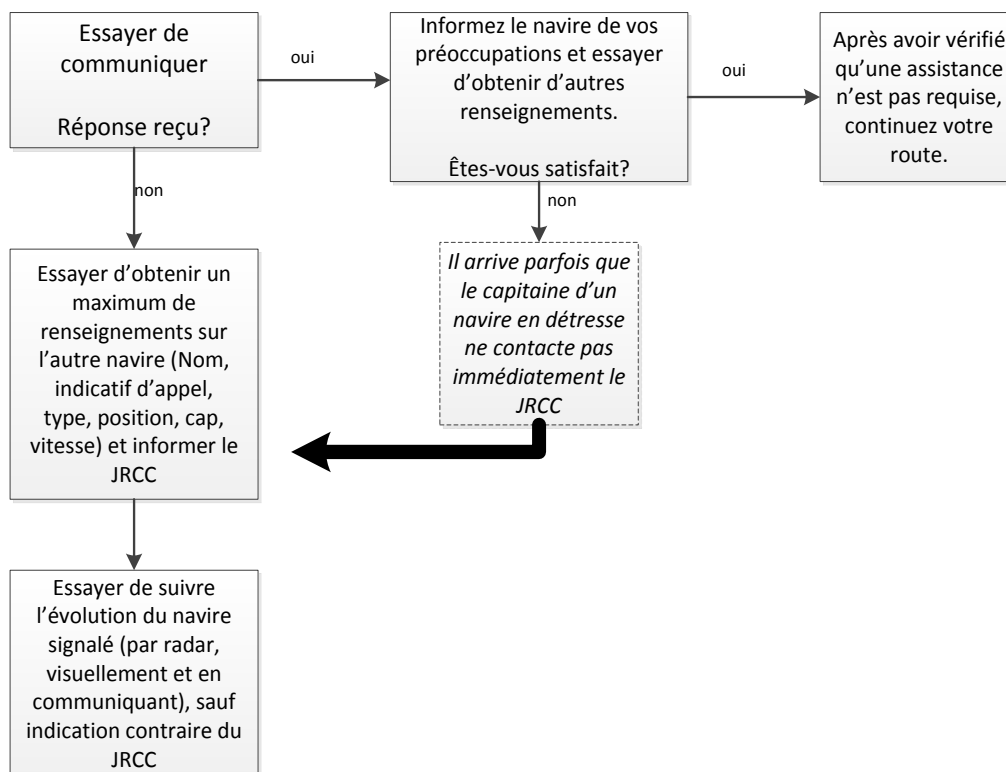 Essayer de
communiquer
Réponse reçu?
oui
Informez le navire de vos
préoccupations et essayer
d’obtenir d’autres
renseignements.
Êtes-vous satisfait?
oui
Après avoir vérifié
qu’une assistance
n’est pas requise,
continuez votre
route.
non
non
Essayer d’obtenir un
maximum de
renseignements sur
l’autre navire (Nom,
indicatif d’appel,
type, position, cap,
vitesse) et informer le
JRCC
Il arrive parfois que
le capitaine d’un
navire en détresse
ne contacte pas
immédiatement le
JRCC
Essayer de suivre
l’évolution du navire
signalé (par radar,
visuellement et en
communiquant), sauf
indication contraire du
JRCC